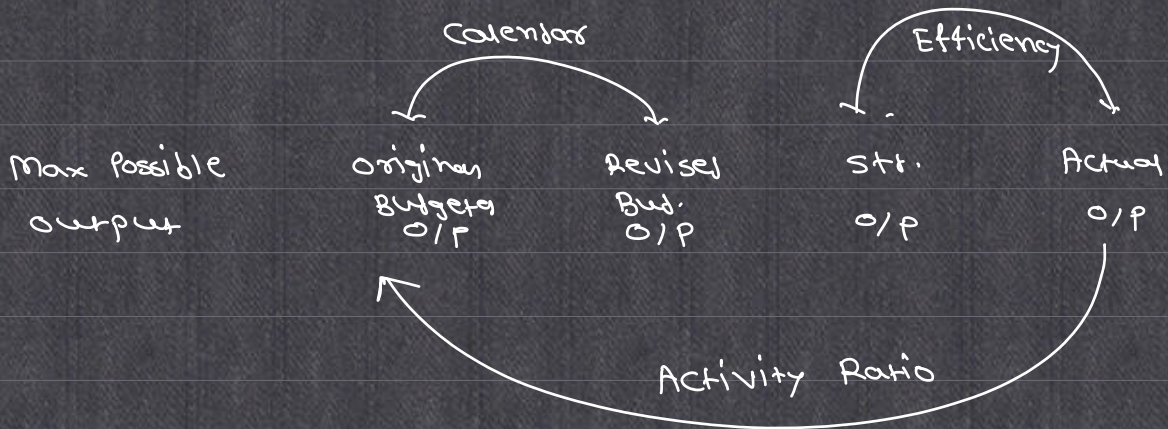 Calendar
Efficiency
Max Possible Original Revised Std. Actual
Output Budgeted Bud. O/P O/P
O/P O/P
Activity Ratio